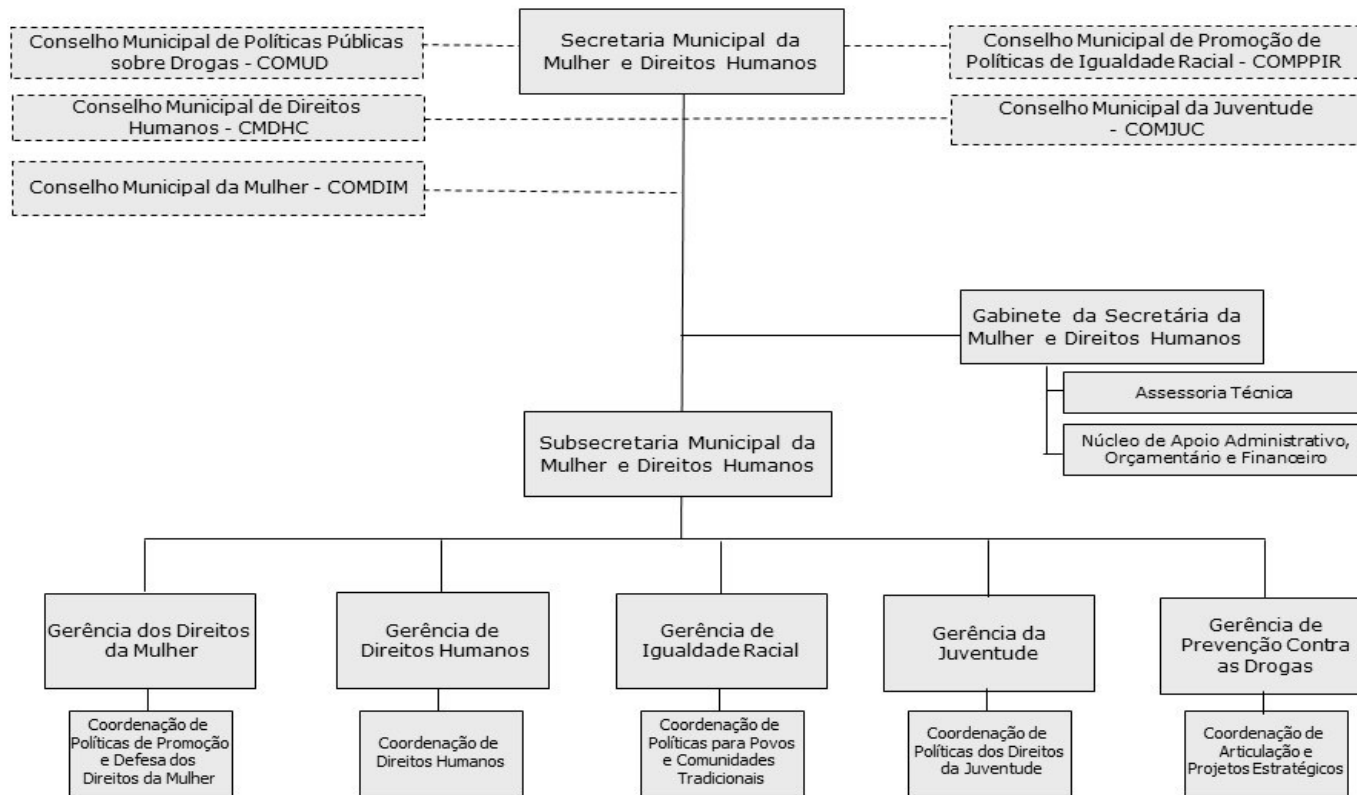 Conselho Municipal de Políticas Públicas
sobre Drogas - COMUD
Secretaria Municipal da
Mulher e Direitos Humanos
Conselho Municipal de Promoção de
Políticas de Igualdade Racial - COMPPIR
Conselho Municipal de Direitos
Humanos - CMDHC
Conselho Municipal da Juventude
- COMJUC
Conselho Municipal da Mulher - COMDIM
Gabinete da Secretária da
Mulher e Direitos Humanos
Assessoria Técnica
Núcleo de Apoio Administrativo,
Orçamentário e Financeiro
Subsecretaria Municipal da
Mulher e Direitos Humanos
Gerência dos Direitos
da Mulher
Gerência de
Direitos Humanos
Gerência de
Igualdade Racial
Gerência da
Juventude
Gerência de
Prevenção Contra
as Drogas
Coordenação de
Políticas de Promoção
e Defesa dos
Direitos da Mulher
Coordenação de
Direitos Humanos
Coordenação de
Políticas para Povos
e Comunidades
Tradicionais
Coordenação de
Políticas dos Direitos
da Juventude
Coordenação de
Articulação e
Projetos Estratégicos